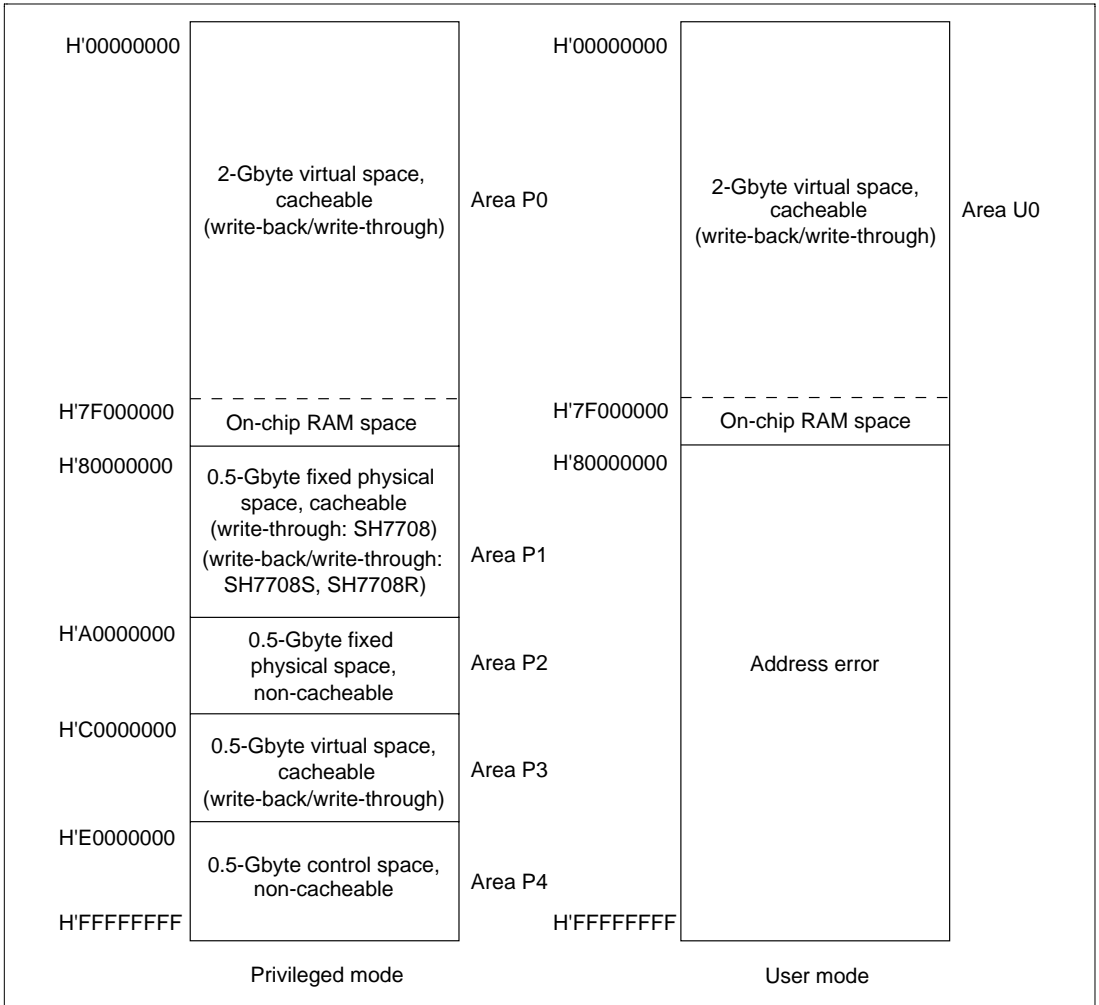 H'00000000
2-Gbyte virtual space,
cacheable
(write-back/write-through)
Area P0
H'7F000000
On-chip RAM space
H'80000000
0.5-Gbyte fixed physical
space, cacheable
(write-through: SH7708)
(write-back/write-through:
SH7708S, SH7708R)
Area P1
H'A0000000
0.5-Gbyte fixed
physical space,
non-cacheable
Area P2
H'C0000000
0.5-Gbyte virtual space,
cacheable
(write-back/write-through)
Area P3
H'E0000000
0.5-Gbyte control space,
non-cacheable
Area P4
H'FFFFFFFF
Privileged mode
H'00000000
2-Gbyte virtual space,
cacheable
(write-back/write-through)
Area U0
H'7F000000
On-chip RAM space
H'80000000
Address error
H'FFFFFFFF
User mode